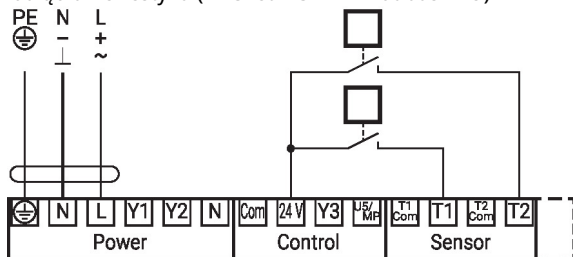 PE N L
− +
⊥ ~
N L Y1 Y2 N Com 24 V Y3 U5/MP T1 Com T1 T2 Com T2
Power Control Sensor